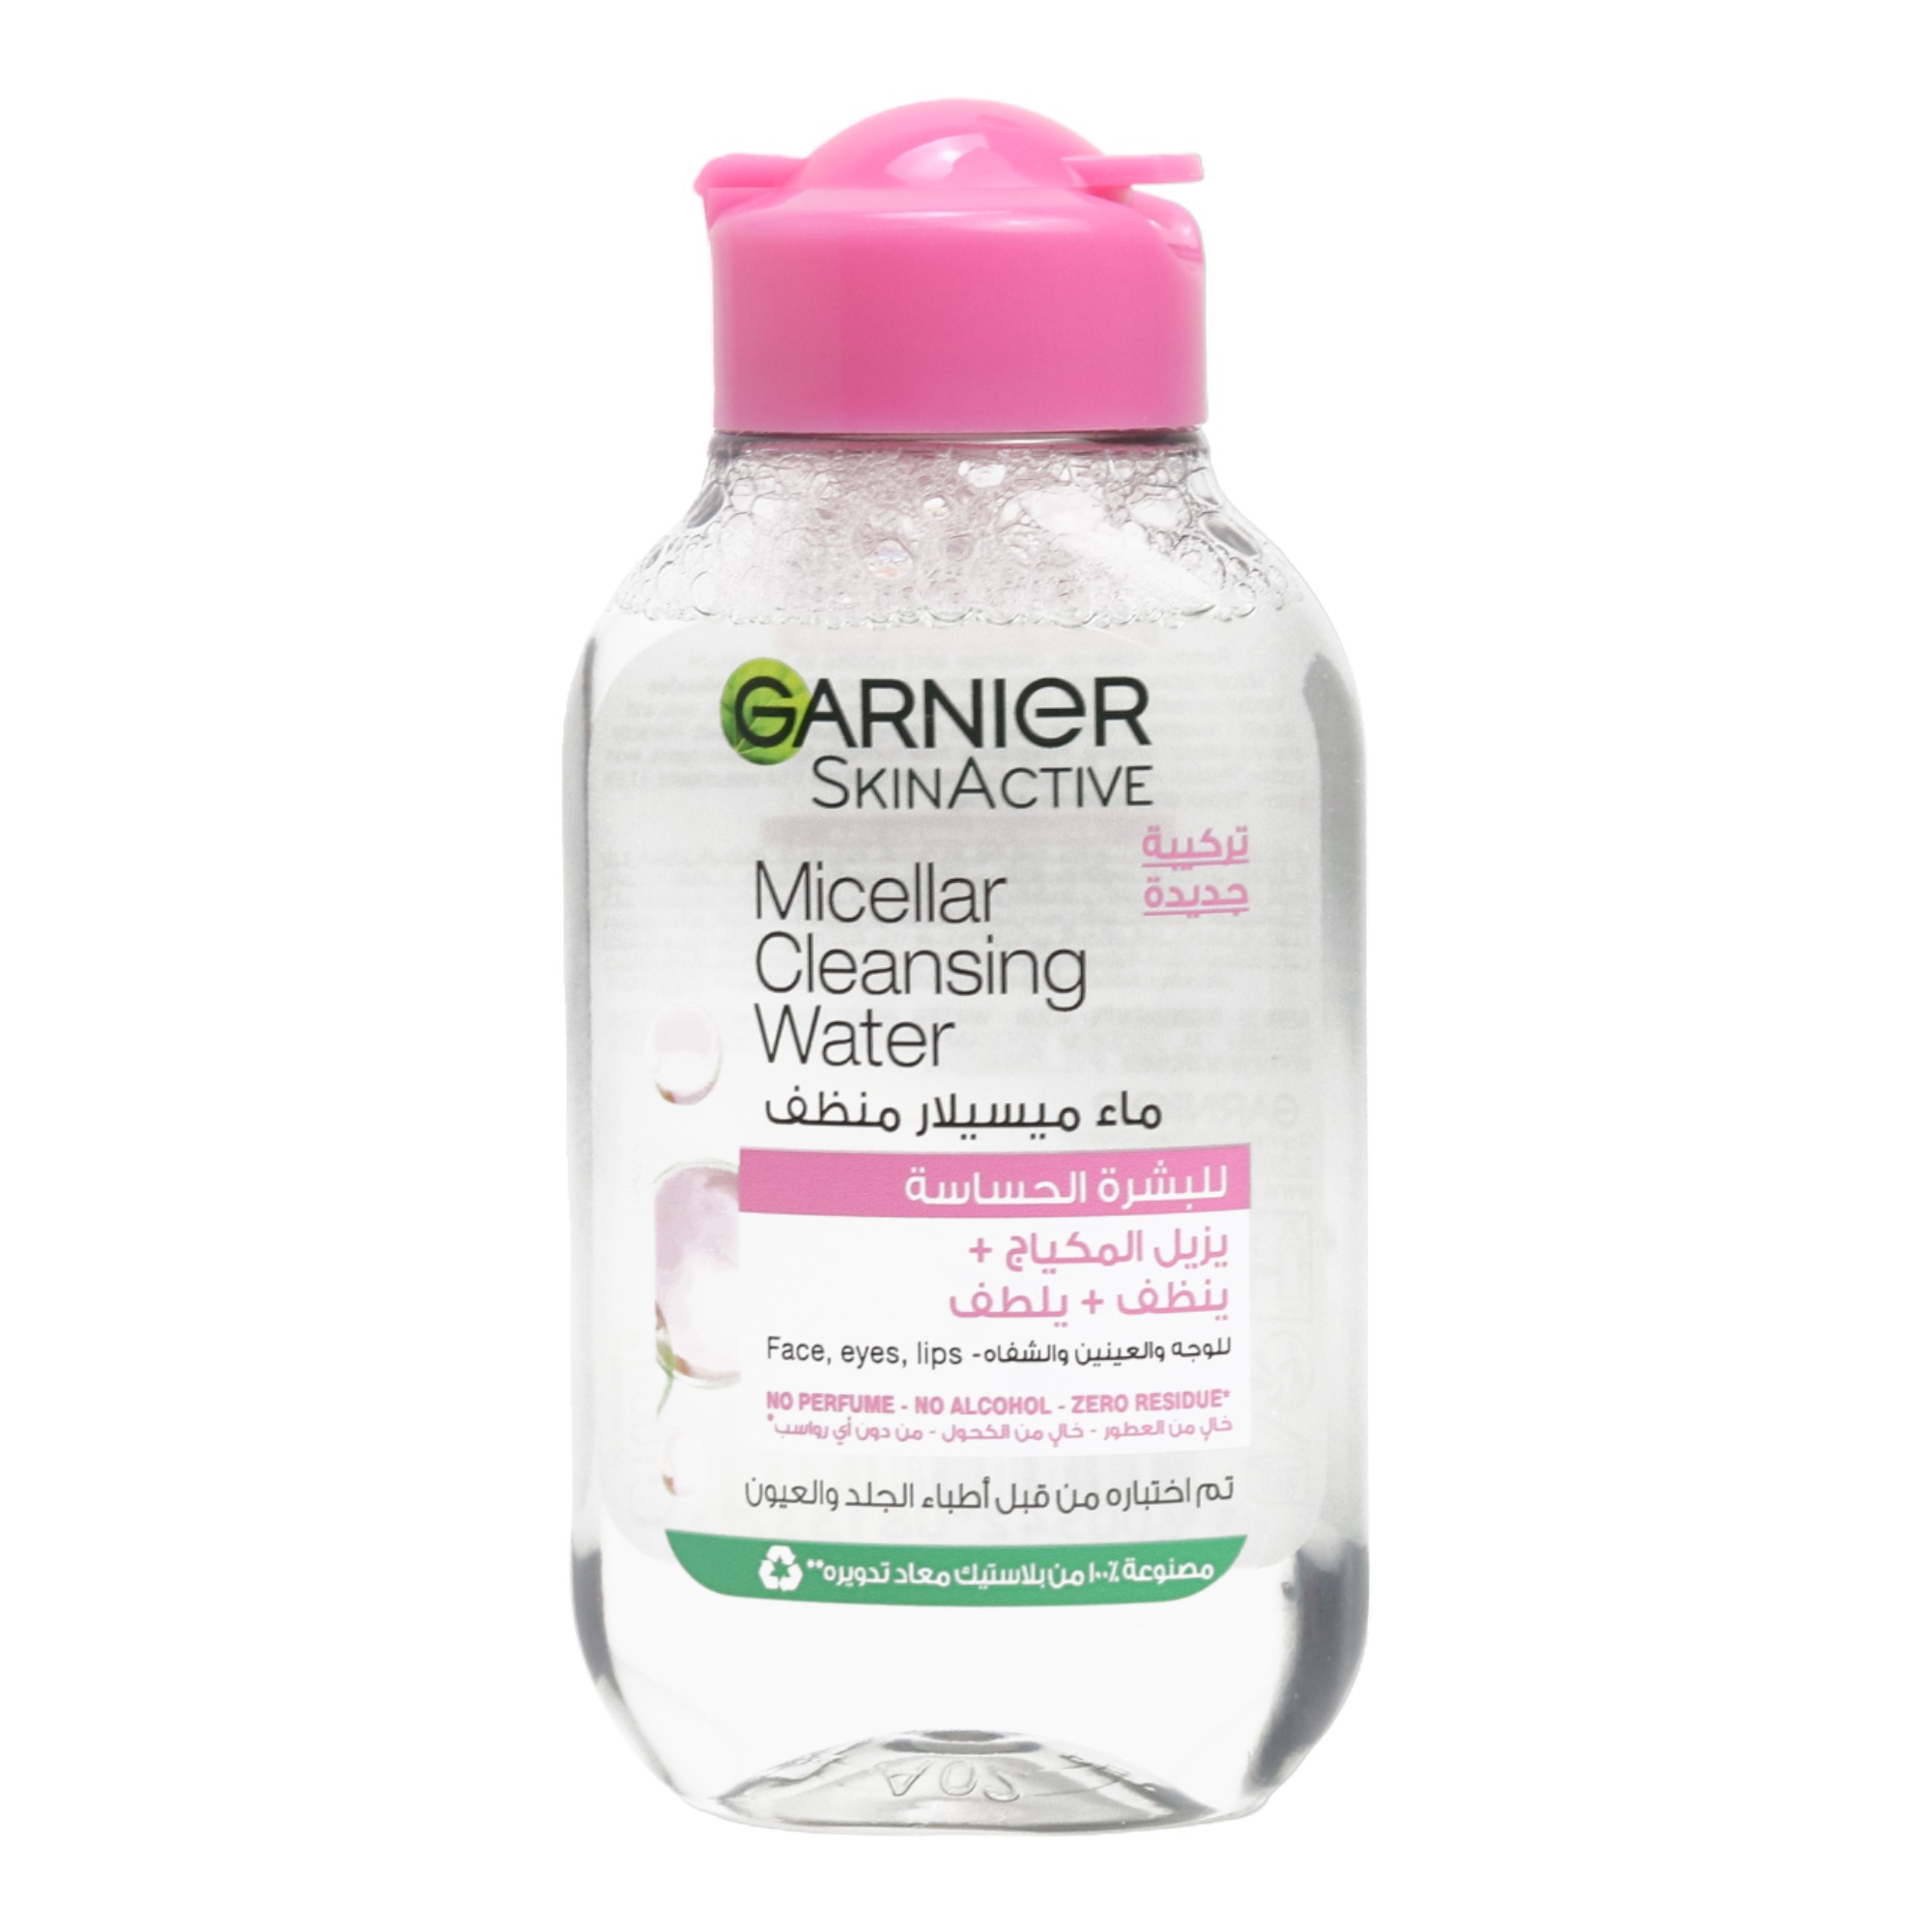 GARNIER
SKINACTIVE
تركيبة
جديدة
Micellar
Cleansing
Water
ماء ميسيلار منظف
للبشرة الحساسة
يزيل المكياج +
ينظف + يلطف
Face, eyes, lips - للوجه والعينين والشفاه
NO PERFUME - NO ALCOHOL - ZERO RESIDUE*
خالٍ من العطور - خالٍ من الكحول - من دون أي رواسب*
تم اختباره من قبل أطباء الجلد والعيون
مصنوعة ١٠٠٪ من بلاستيك معاد تدويره**